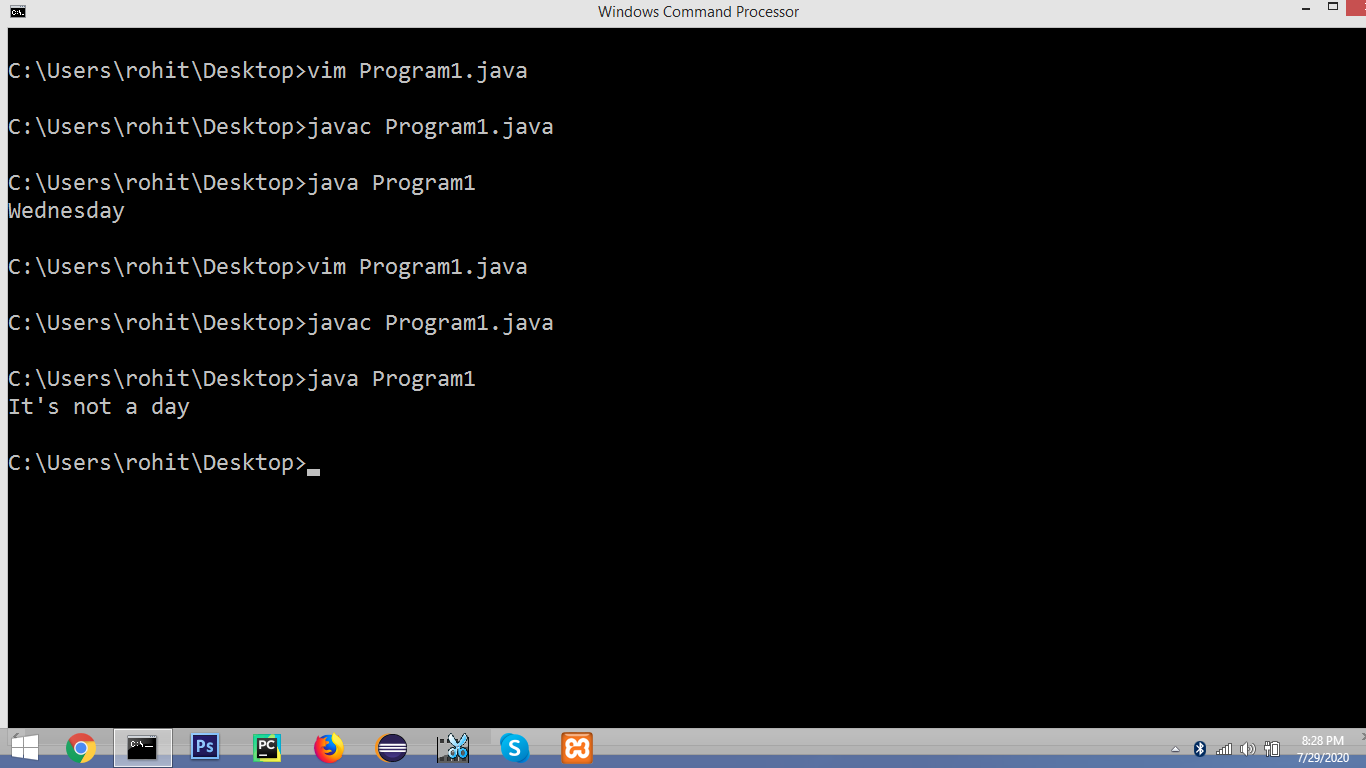 Windows Command Processor
C:\Users\rohit\Desktop>vim Program1.java
C:\Users\rohit\Desktop>javac Program1.java
C:\Users\rohit\Desktop>java Program1
Wednesday
C:\Users\rohit\Desktop>vim Program1.java
C:\Users\rohit\Desktop>javac Program1.java
C:\Users\rohit\Desktop>java Program1
It's not a day
C:\Users\rohit\Desktop>
Ps
PC
S
8:28 PM
7/29/2020